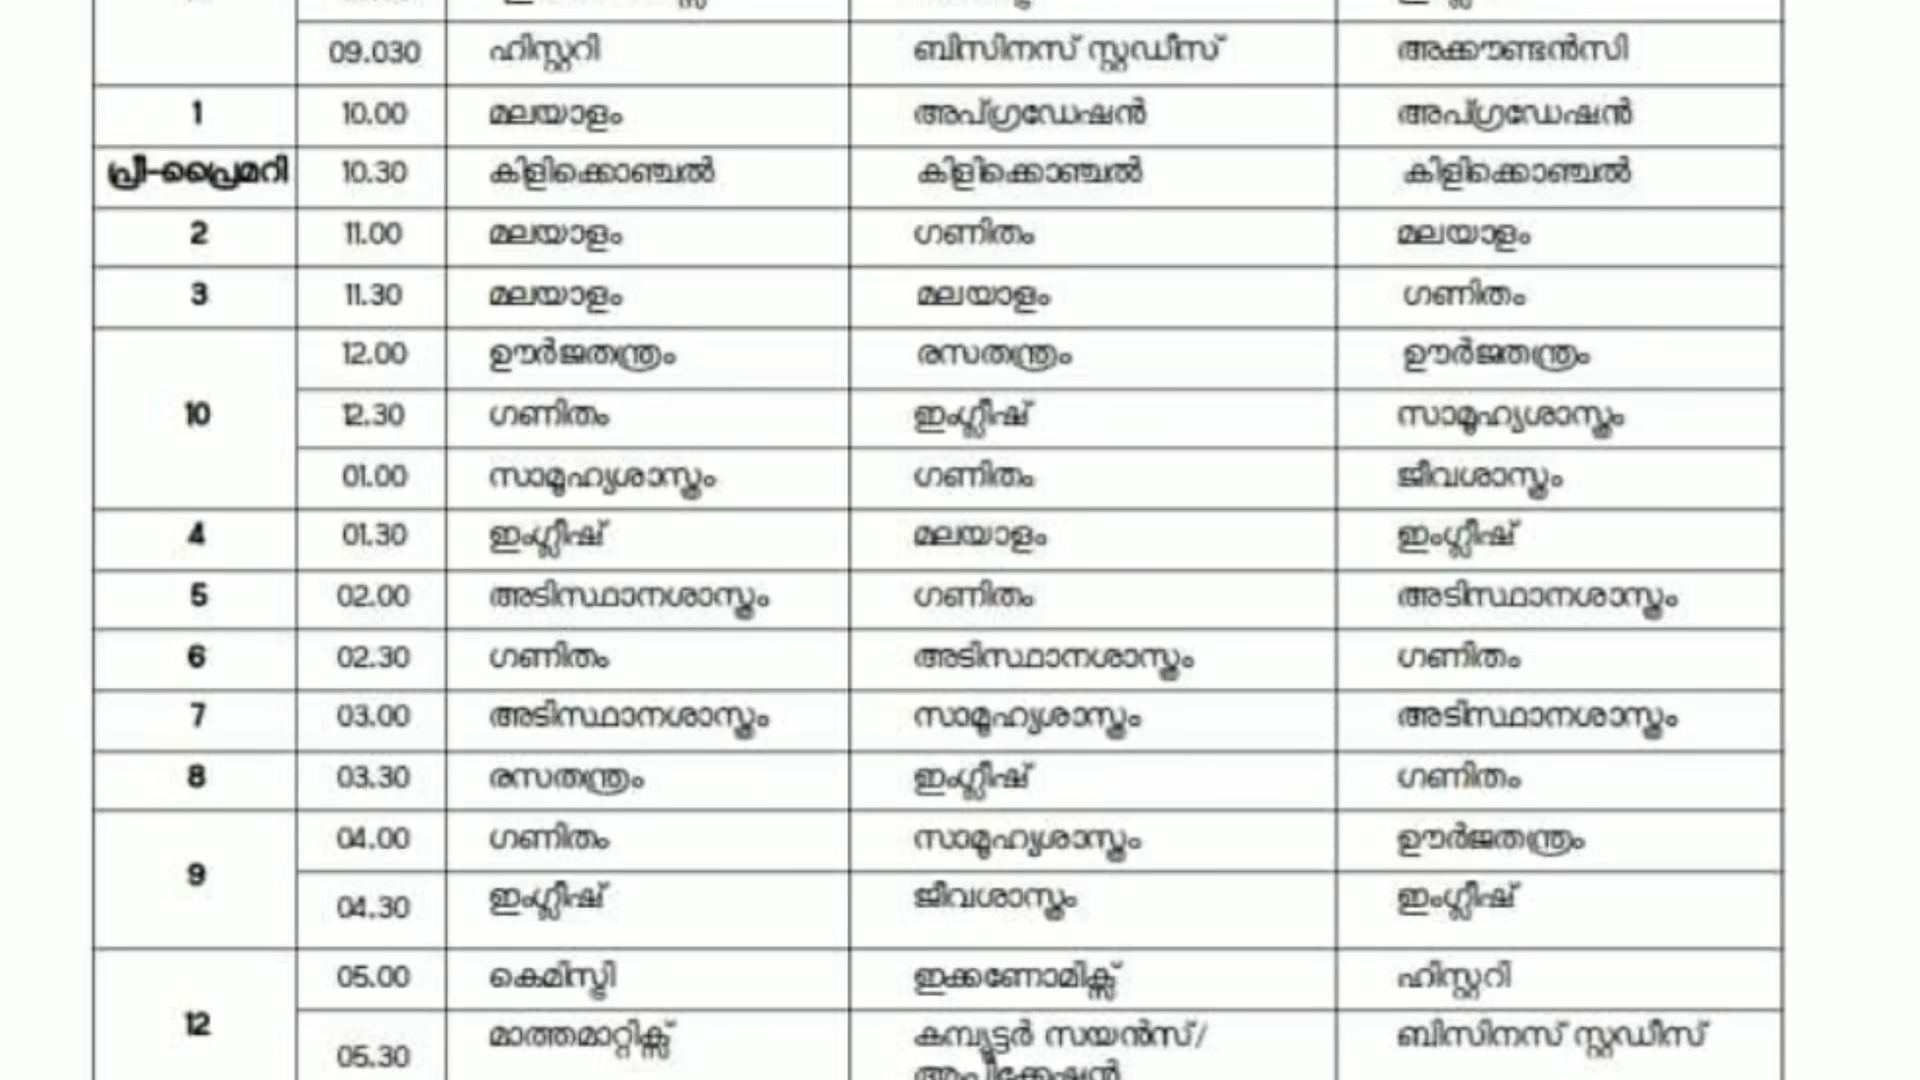 09.030 ഹിസ്റ്ററി ബിസിനസ് സ്റ്റഡീസ് അക്കൗണ്ടൻസി
1 10.00 മലയാളം അപ്ഗ്രഡേഷൻ അപ്ഗ്രഡേഷൻ
പ്രീ-പ്രൈമറി 10.30 കിളിക്കൊഞ്ചൽ കിളിക്കൊഞ്ചൽ കിളിക്കൊഞ്ചൽ
2 11.00 മലയാളം ഗണിതം മലയാളം
3 11.30 മലയാളം മലയാളം ഗണിതം
12.00 ഊർജതന്ത്രം രസതന്ത്രം ഊർജതന്ത്രം
10 12.30 ഗണിതം ഇംഗ്ലീഷ് സാമൂഹ്യശാസ്ത്രം
01.00 സാമൂഹ്യശാസ്ത്രം ഗണിതം ജീവശാസ്ത്രം
4 01.30 ഇംഗ്ലീഷ് മലയാളം ഇംഗ്ലീഷ്
5 02.00 അടിസ്ഥാനശാസ്ത്രം ഗണിതം അടിസ്ഥാനശാസ്ത്രം
6 02.30 ഗണിതം അടിസ്ഥാനശാസ്ത്രം ഗണിതം
7 03.00 അടിസ്ഥാനശാസ്ത്രം സാമൂഹ്യശാസ്ത്രം അടിസ്ഥാനശാസ്ത്രം
8 03.30 രസതന്ത്രം ഇംഗ്ലീഷ് ഗണിതം
9 04.00 ഗണിതം സാമൂഹ്യശാസ്ത്രം ഊർജതന്ത്രം
04.30 ഇംഗ്ലീഷ് ജീവശാസ്ത്രം ഇംഗ്ലീഷ്
12 05.00 കെമിസ്ട്രി ഇക്കണോമിക്സ് ഹിസ്റ്ററി
05.30 മാത്തമാറ്റിക്സ് കമ്പ്യൂട്ടർ സയൻസ്/ ബിസിനസ് സ്റ്റഡീസ്